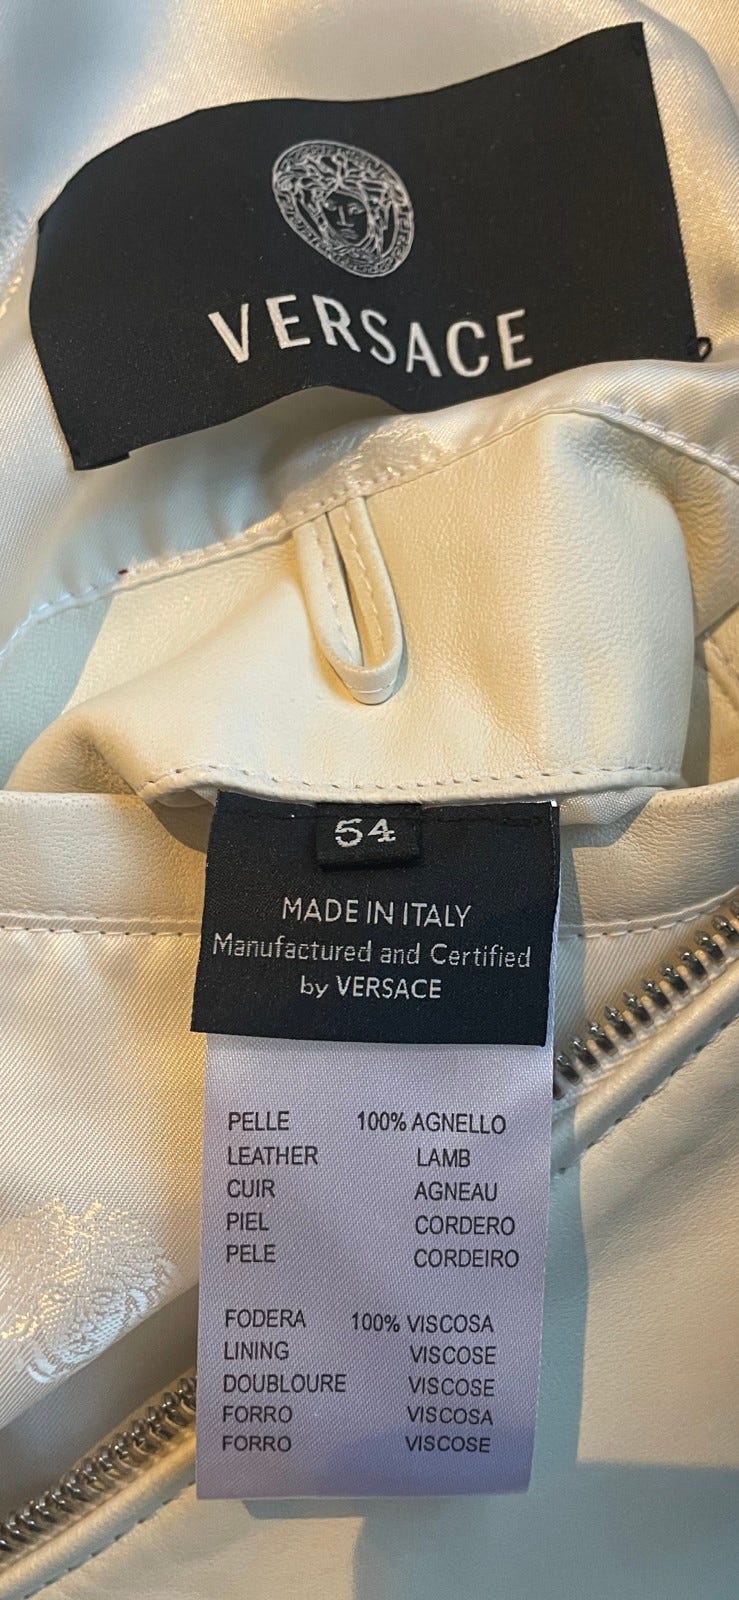 VERSACE
54
MADE IN ITALY
Manufactured and Certified
by VERSACE
PELLE 100% AGNELLO
LEATHER LAMB
CUIR AGNEAU
PIEL CORDERO
PELE CORDEIRO
FODERA 100% VISCOSA
LINING VISCOSE
DOUBLOURE VISCOSE
FORRO VISCOSA
FORRO VISCOSE